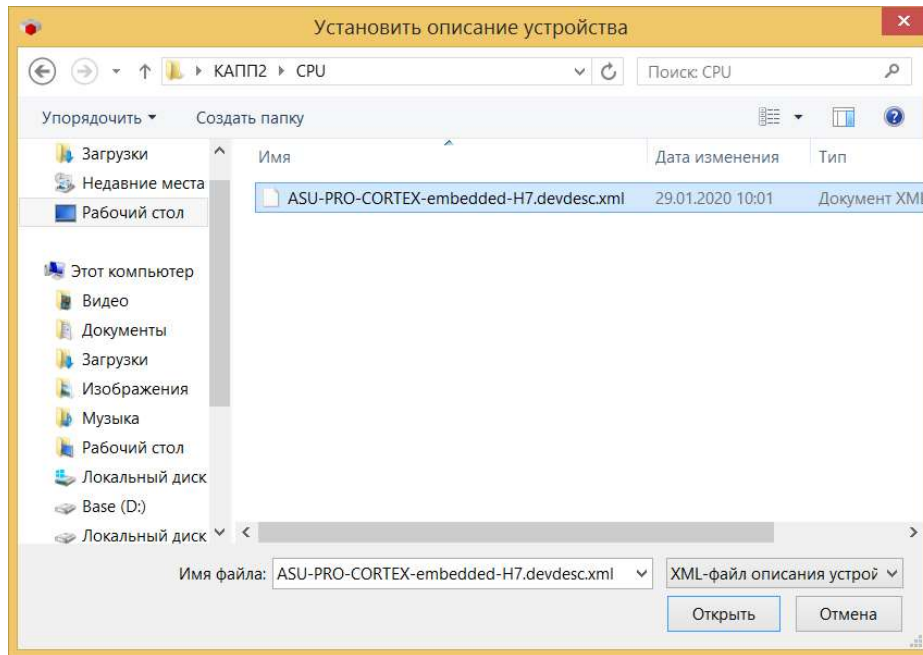 Установить описание устройства
КАПП2 CPU
Поиск: CPU
Упорядочить Создать папку
Имя Дата изменения Тип
ASU-PRO-CORTEX-embedded-H7.devdesc.xml 29.01.2020 10:01 Документ XML
Загрузки
Недавние места
Рабочий стол
Этот компьютер
Видео
Документы
Загрузки
Изображения
Музыка
Рабочий стол
Локальный диск
Base (D:)
Локальный диск
Имя файла: ASU-PRO-CORTEX-embedded-H7.devdesc.xml XML-файл описания устрой
Открыть Отмена